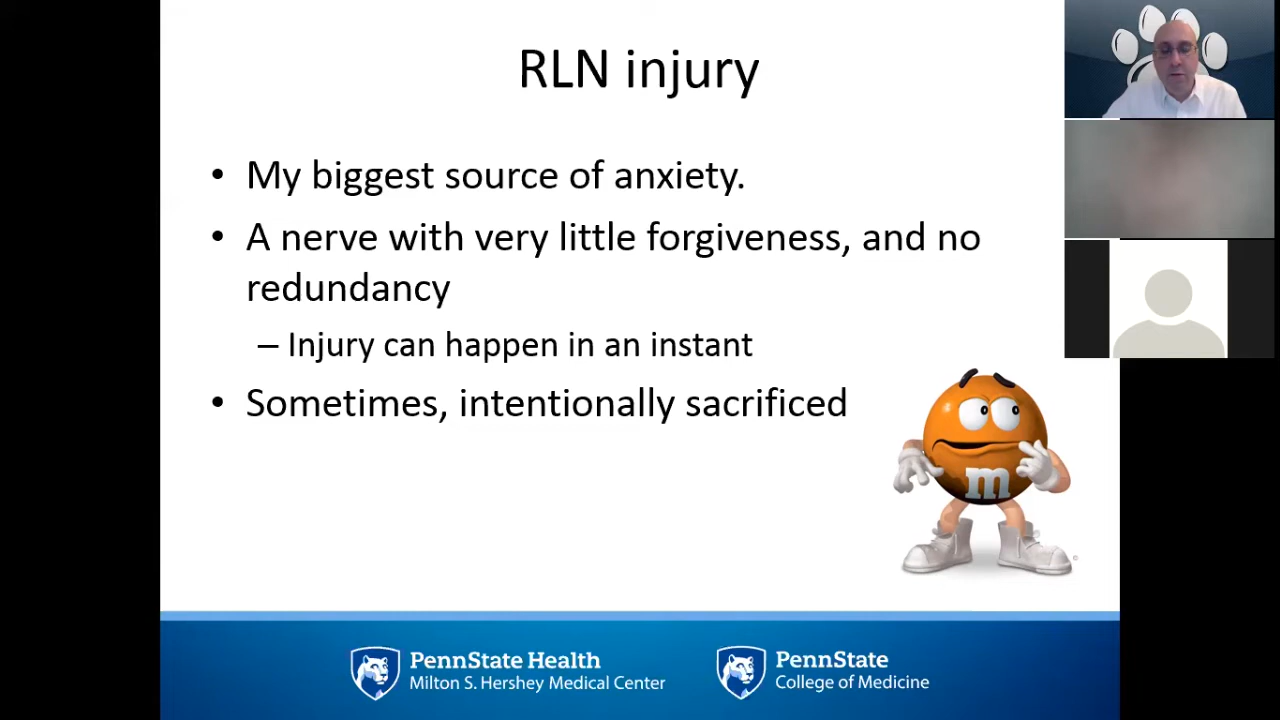 RLN injury
• My biggest source of anxiety.
• A nerve with very little forgiveness, and no
redundancy
– Injury can happen in an instant
• Sometimes, intentionally sacrificed
m
PennState Health
Milton S. Hershey Medical Center
PennState
College of Medicine